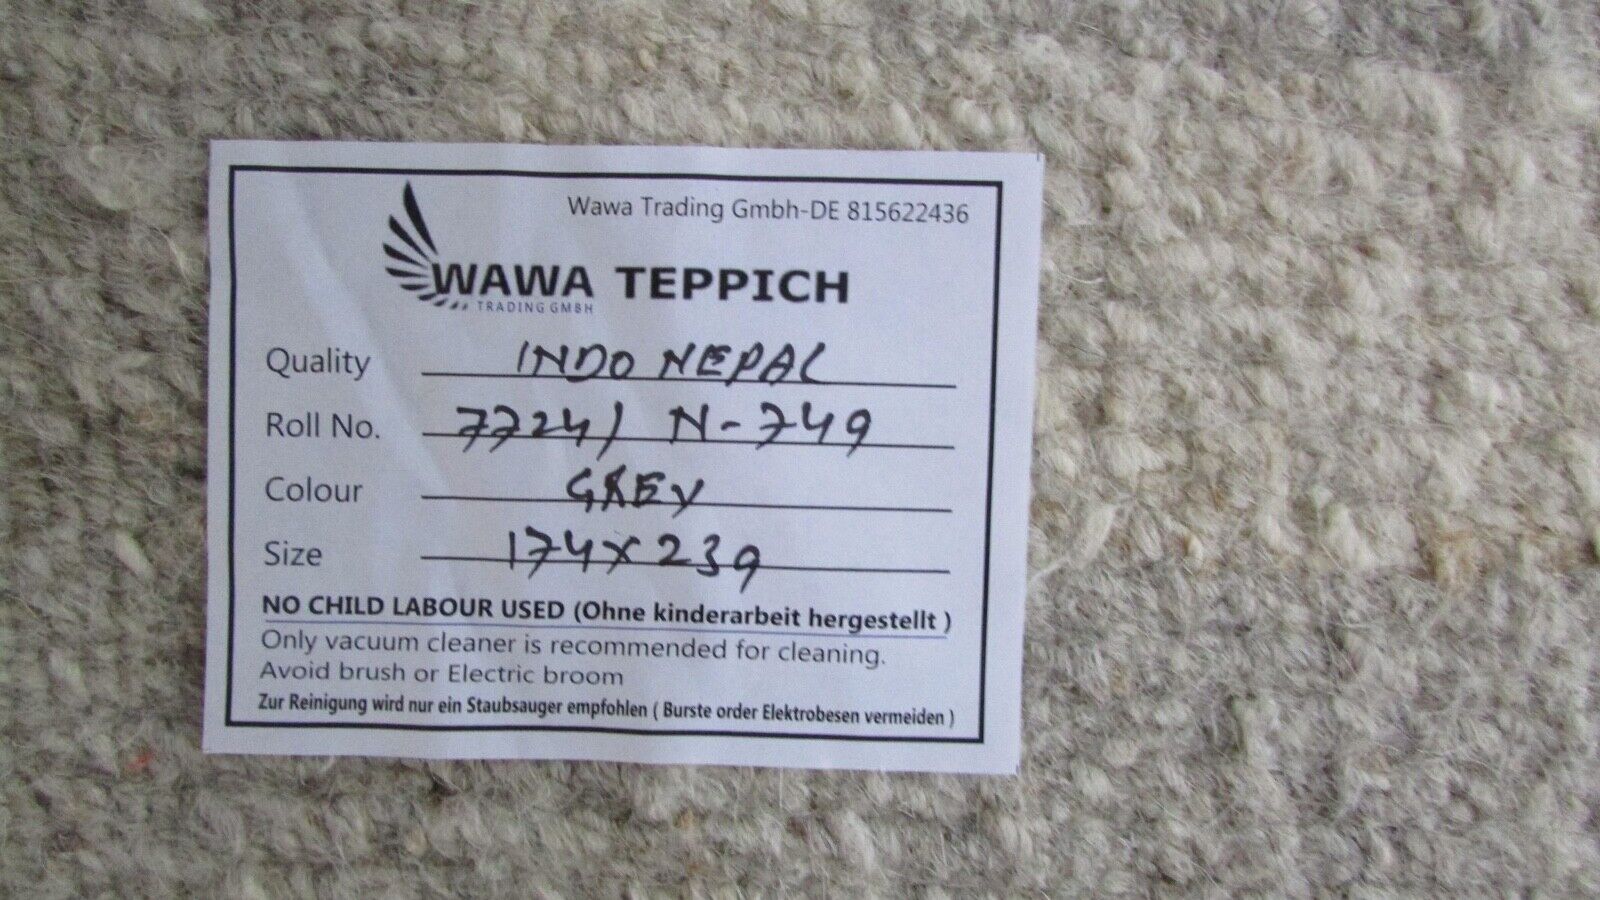 Wawa Trading Gmbh-DE 815622436
WAWA TEPPICH
TRADING GMBH
Quality INDO NEPAL
Roll No. 7724/ N-749
Colour GREY
Size 174X239
NO CHILD LABOUR USED (Ohne kinderarbeit hergestellt )
Only vacuum cleaner is recommended for cleaning.
Avoid brush or Electric broom
Zur Reinigung wird nur ein Staubsauger empfohlen ( Burste order Elektrobesen vermeiden )